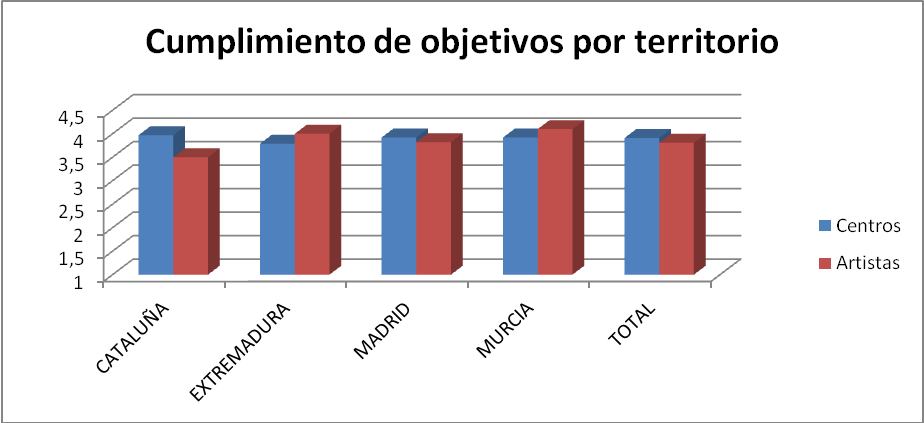 Cumplimiento de objetivos por territorio
4,5
4
3,5
3
2,5
2
1,5
1
CATALUÑA
EXTREMADURA
MADRID
MURCIA
TOTAL
Centros
Artistas